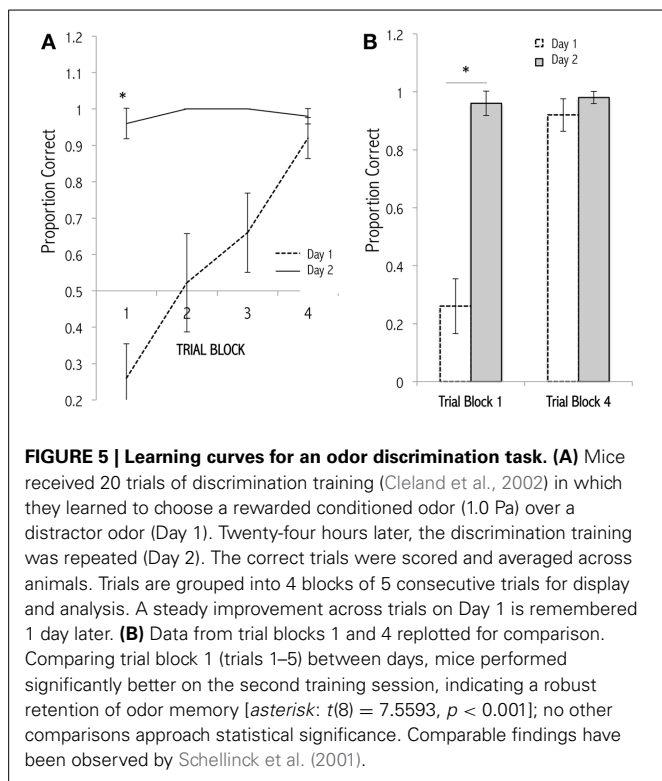 A
1.2
1.1
1
0.9
0.8
0.7
0.6
0.5
0.4
0.3
0.2
*
Proportion Correct
Day 1
Day 2
1
2
3
4
TRIAL BLOCK
B
1.2
1
0.8
0.6
0.4
0.2
0
Proportion Correct
Day 1
Day 2
*
Trial Block 1
Trial Block 4
FIGURE 5 | Learning curves for an odor discrimination task. (A) Mice
received 20 trials of discrimination training (Cleland et al., 2002) in which
they learned to choose a rewarded conditioned odor (1.0 Pa) over a
distractor odor (Day 1). Twenty-four hours later, the discrimination training
was repeated (Day 2). The correct trials were scored and averaged across
animals. Trials are grouped into 4 blocks of 5 consecutive trials for display
and analysis. A steady improvement across trials on Day 1 is remembered
1 day later. (B) Data from trial blocks 1 and 4 replotted for comparison.
Comparing trial block 1 (trials 1–5) between days, mice performed
significantly better on the second training session, indicating a robust
retention of odor memory [asterisk: t(8) = 7.5593, p < 0.001]; no other
comparisons approach statistical significance. Comparable findings have
been observed by Schellinck et al. (2001).